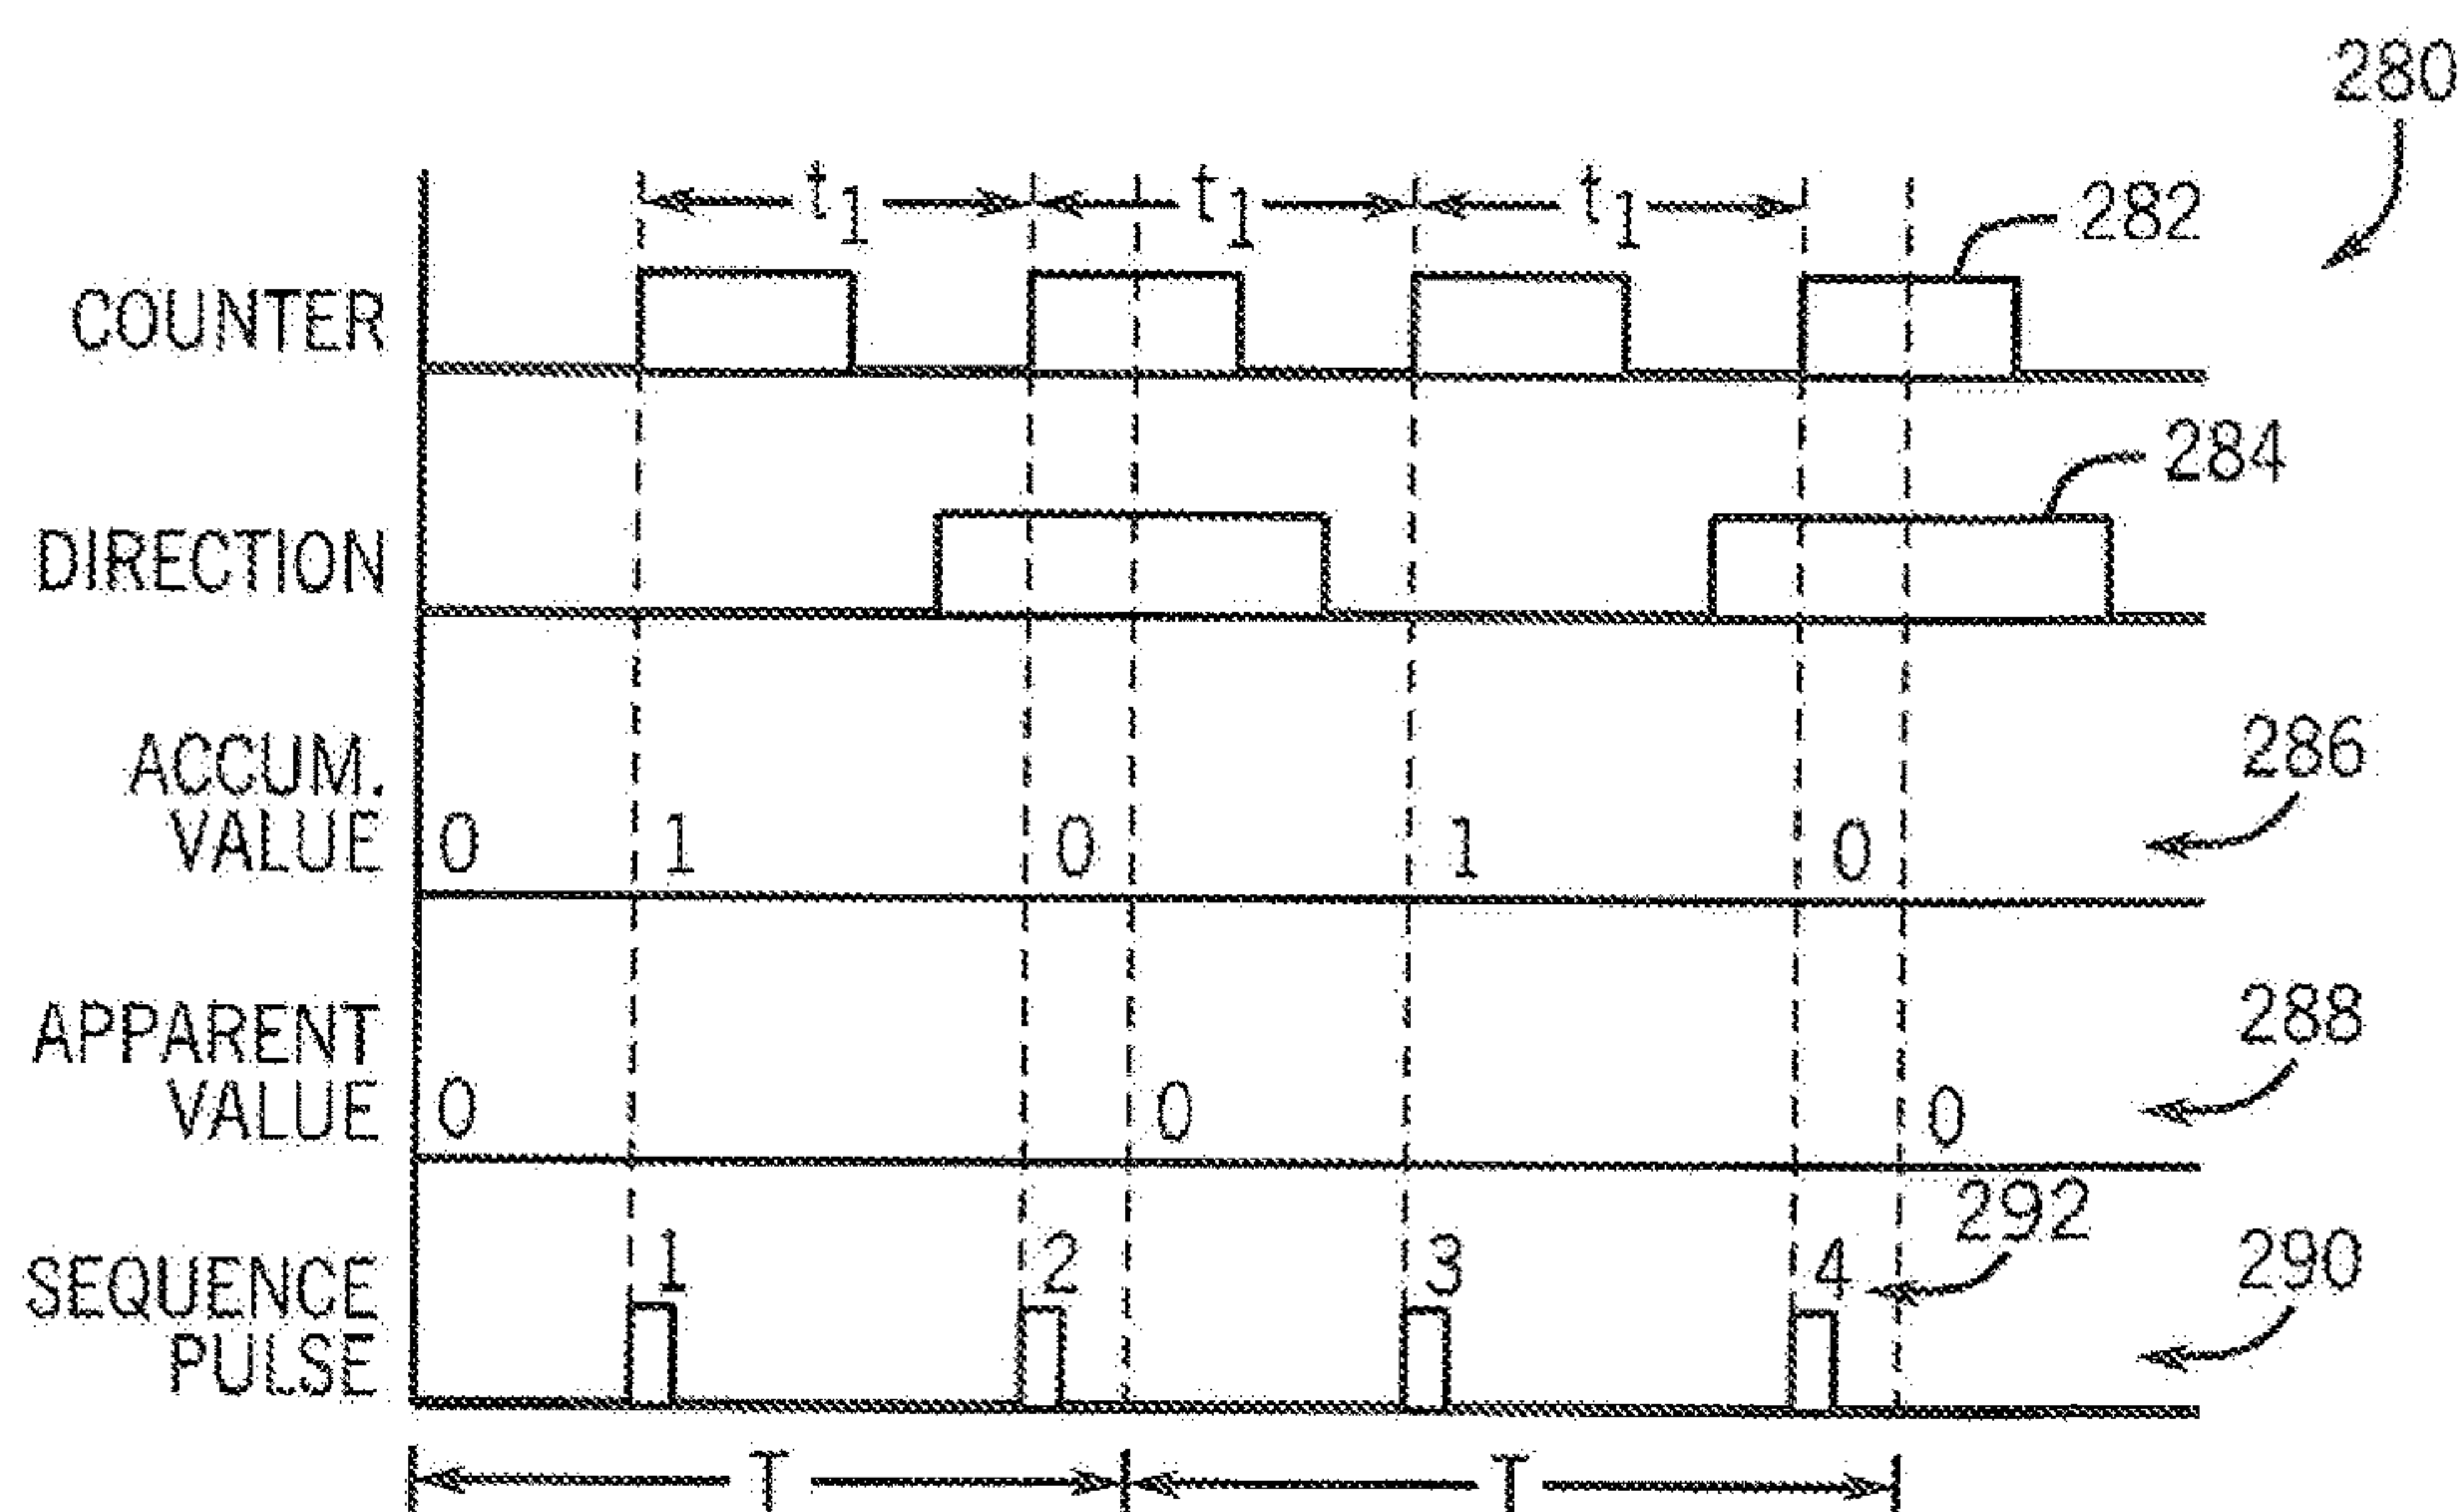 280
t1 t1 t1
282
COUNTER
284
DIRECTION
286
ACCUM.
VALUE
0 1 0 1 0
288
APPARENT
VALUE
0 0 0
292
290
SEQUENCE
PULSE
1 2 3 4
T T